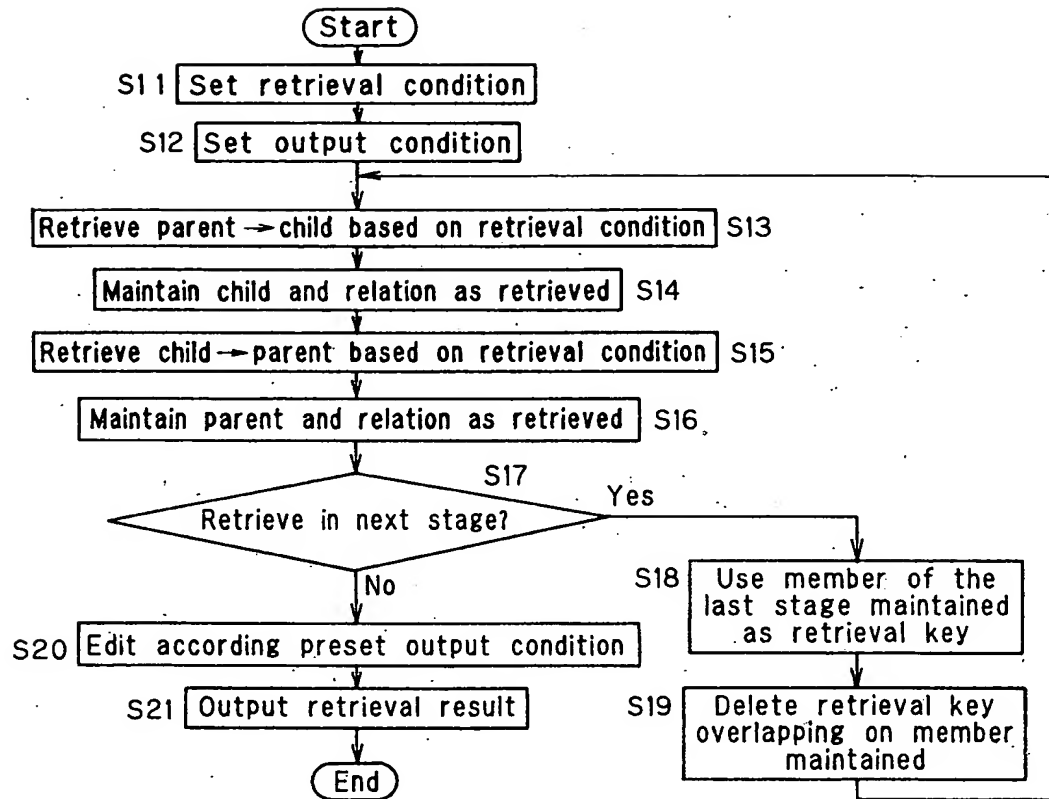 Start
S11 Set retrieval condition
S12 Set output condition
Retrieve parent→child based on retrieval condition S13
Maintain child and relation as retrieved S14
Retrieve child→parent based on retrieval condition S15
Maintain parent and relation as retrieved S16
S17
Retrieve in next stage?
Yes
No
S18 Use member of the
last stage maintained
as retrieval key
S19 Delete retrieval key
overlapping on member
maintained
S20 Edit according preset output condition
S21 Output retrieval result
End